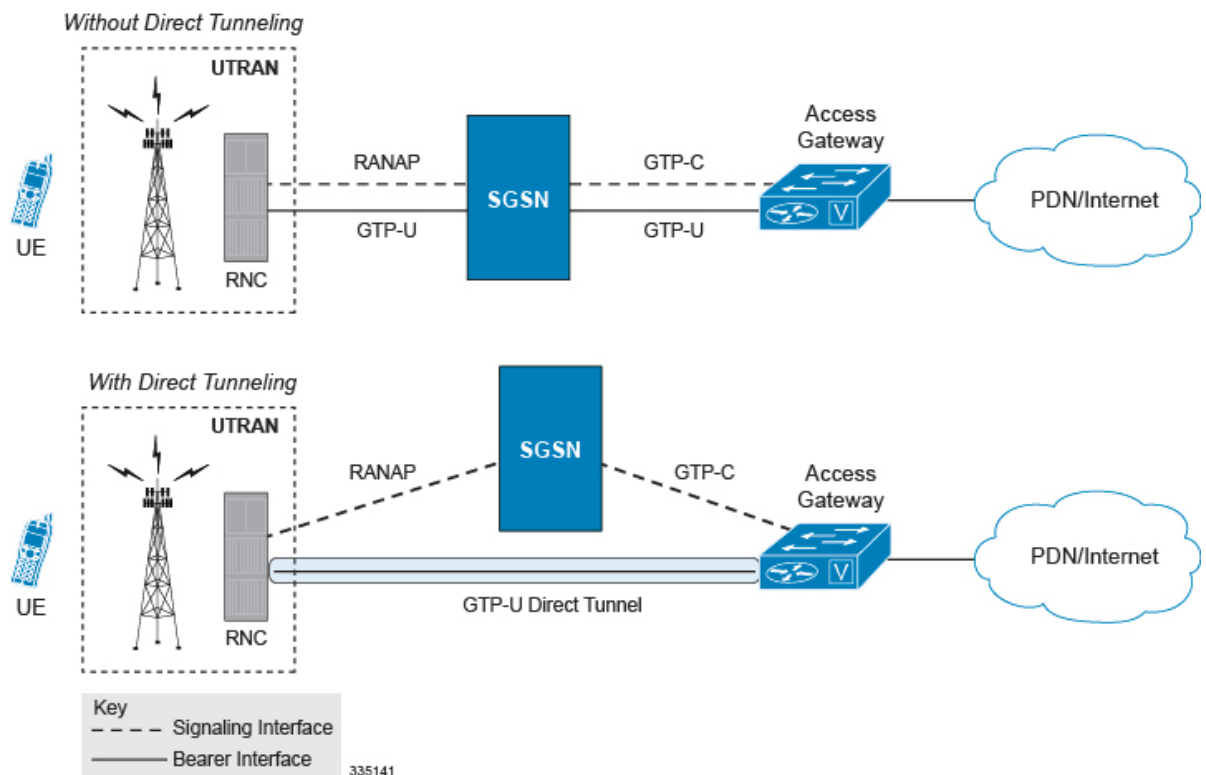 Without Direct Tunneling
UTRAN
UE
RNC
RANAP
GTP-U
SGSN
GTP-C
GTP-U
Access
Gateway
V
PDN/Internet
With Direct Tunneling
UTRAN
UE
RNC
RANAP
SGSN
GTP-C
GTP-U Direct Tunnel
Access
Gateway
V
PDN/Internet
Key
Signaling Interface
Bearer Interface
335141